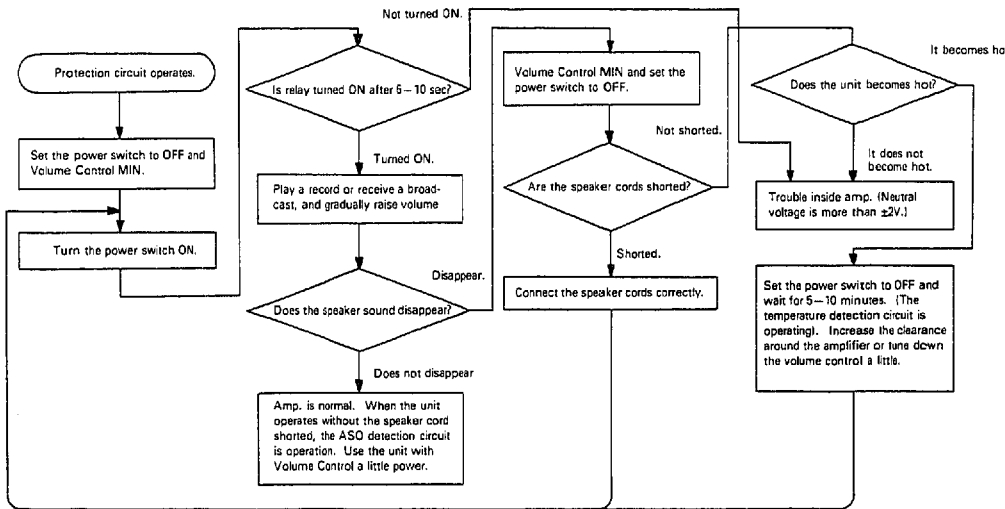 Protection circuit operates.
Set the power switch to OFF and
Volume Control MIN.
Turn the power switch ON.
Not turned ON.
Is relay turned ON after 5–10 sec?
Turned ON.
Play a record or receive a broad-
cast, and gradually raise volume
Disappear.
Does the speaker sound disappear?
Does not disappear
Amp. is normal. When the unit
operates without the speaker cord
shorted, the ASO detection circuit
is operation. Use the unit with
Volume Control a little power.
Volume Control MIN and set the
power switch to OFF.
Not shorted.
Are the speaker cords shorted?
Shorted.
Connect the speaker cords correctly.
It becomes ho
Does the unit becomes hot?
It does not
become hot.
Trouble inside amp. (Neutral
voltage is more than ±2V.)
Set the power switch to OFF and
wait for 5–10 minutes. (The
temperature detection circuit is
operating). Increase the clearance
around the amplifier or tune down
the volume control a little.